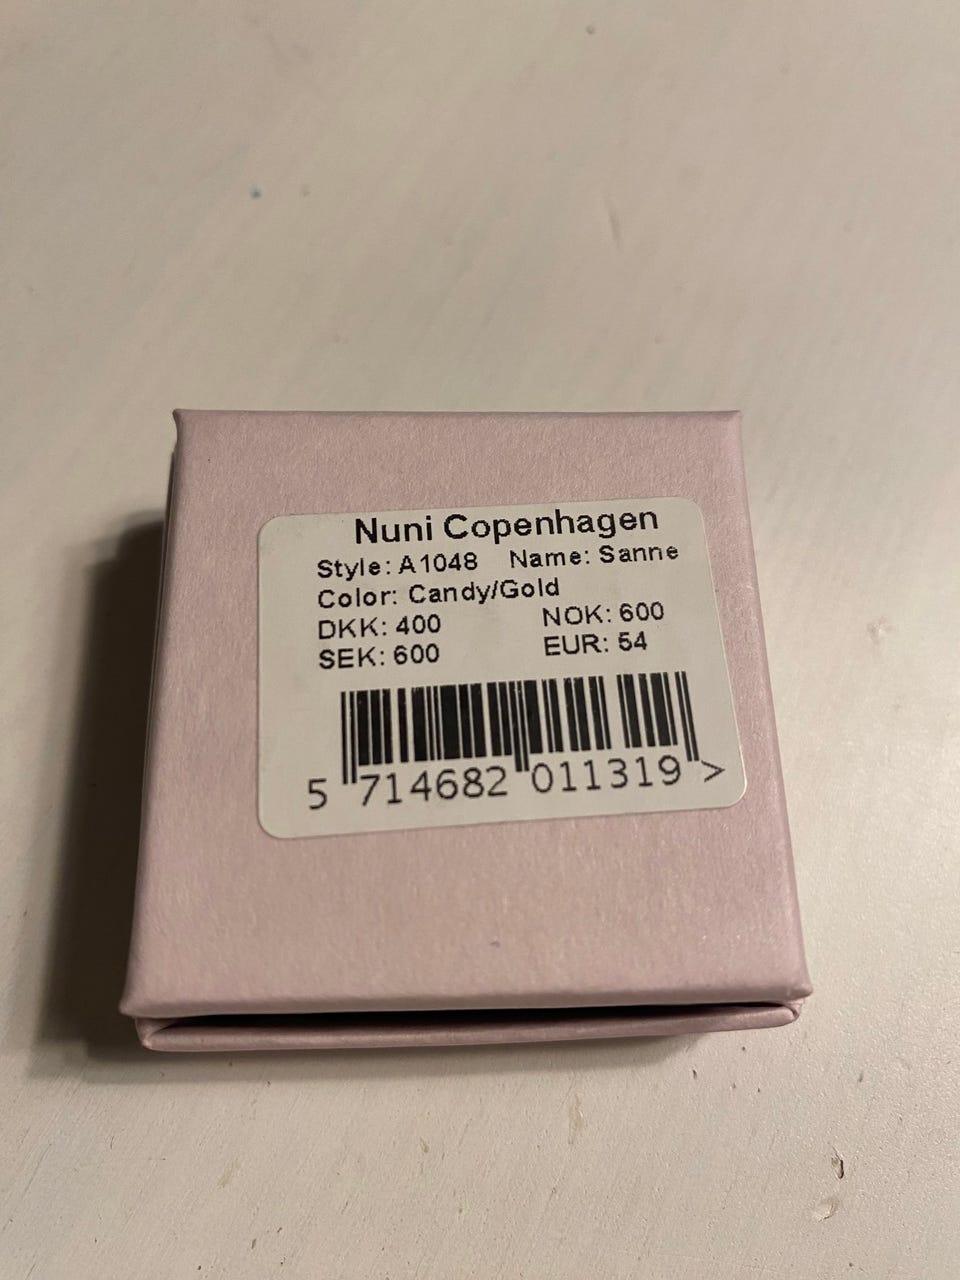 Nuni Copenhagen
Style: A1048 Name: Sanne
Color: Candy/Gold
DKK: 400 NOK: 600
SEK: 600 EUR: 54
5 714682 011319 >